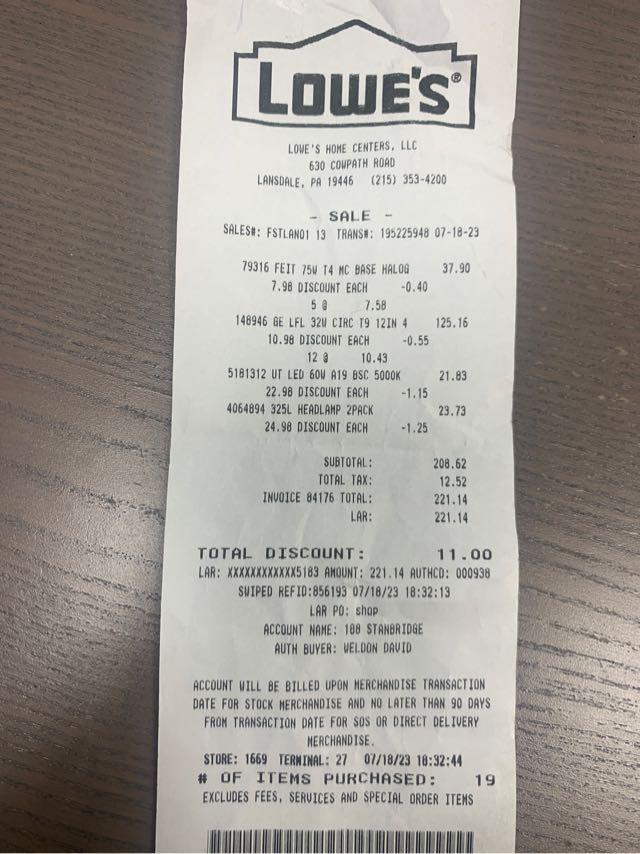 LOWE'S®
LOWE'S HOME CENTERS, LLC
630 COWPATH ROAD
LANSDALE, PA 19446 (215) 353-4200
- SALE -
SALES#: FSTLAN01 13 TRANS#: 195225948 07-18-23
79316 FEIT 75W T4 MC BASE HALOG 37.90
7.98 DISCOUNT EACH -0.40
5 @ 7.58
148946 GE LFL 32W CIRC T9 12IN 4 125.16
10.98 DISCOUNT EACH -0.55
12 @ 10.43
5181312 UT LED 60W A19 BSC 5000K 21.83
22.98 DISCOUNT EACH -1.15
4064894 325L HEADLAMP 2PACK 23.73
24.98 DISCOUNT EACH -1.25
SUBTOTAL: 208.62
TOTAL TAX: 12.52
INVOICE 84176 TOTAL: 221.14
LAR: 221.14
TOTAL DISCOUNT: 11.00
LAR: XXXXXXXXXXXX5183 AMOUNT: 221.14 AUTHCD: 000938
SWIPED REFID:856193 07/18/23 18:32:13
LAR PO: shop
ACCOUNT NAME: 188 STANBRIDGE
AUTH BUYER: WELDON DAVID
ACCOUNT WILL BE BILLED UPON MERCHANDISE TRANSACTION
DATE FOR STOCK MERCHANDISE AND NO LATER THAN 90 DAYS
FROM TRANSACTION DATE FOR SOS OR DIRECT DELIVERY
MERCHANDISE.
STORE: 1669 TERMINAL: 27 07/18/23 18:32:44
# OF ITEMS PURCHASED: 19
EXCLUDES FEES, SERVICES AND SPECIAL ORDER ITEMS